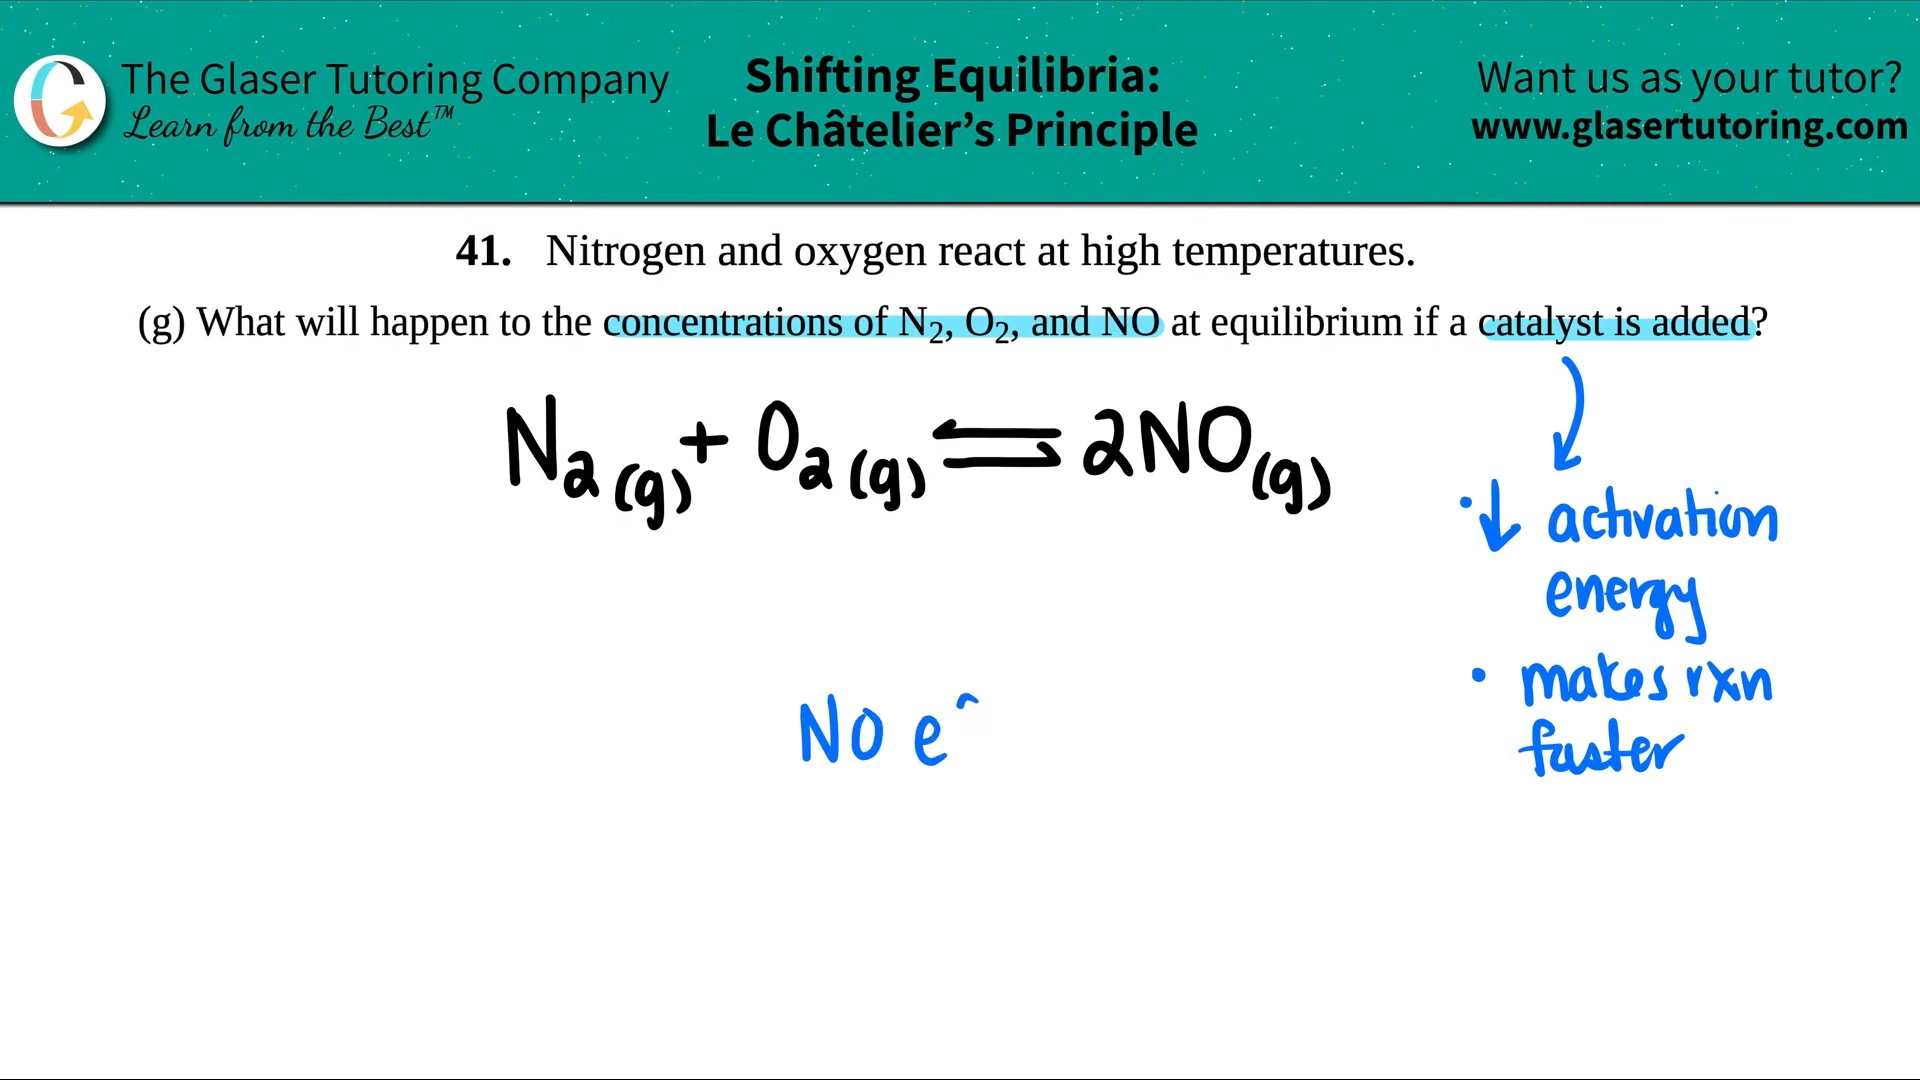 The Glaser Tutoring Company
Learn from the Best™
Shifting Equilibria:
Le Châtelier’s Principle
Want us as your tutor?
www.glasertutoring.com
41. Nitrogen and oxygen react at high temperatures.
(g) What will happen to the concentrations of N₂, O₂, and NO at equilibrium if a catalyst is added?
N₂(g) + O₂(g) ⇌ 2NO(g)
• ↓ activation
energy
• makes rxn
faster
NO e